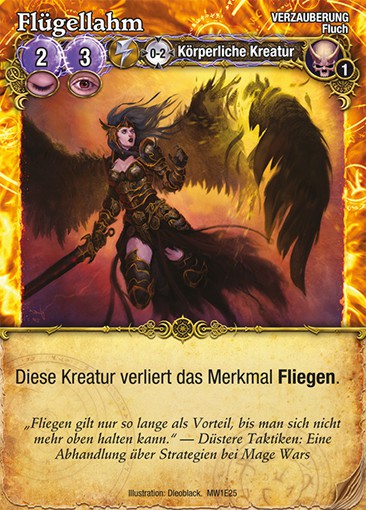 Flügellahm
VERZAUBERUNG
Fluch
2 3 0-2 Körperliche Kreatur 1
Diese Kreatur verliert das Merkmal Fliegen.
„Fliegen gilt nur so lange als Vorteil, bis man sich nicht
mehr oben halten kann.“ — Düstere Taktiken: Eine
Abhandlung über Strategien bei Mage Wars
Illustration: Dleoblack. MW1E25